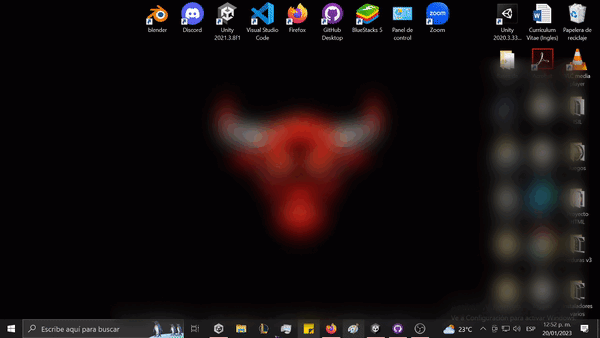 blender
Discord
Unity
2021.3.8f1
Visual Studio
Code
Firefox
GitHub
Desktop
BlueStacks 5
Panel de
control
Zoom
Unity
2020.3.33...
Curriculum
Vitae (Ingles)
Papelera de
reciclaje
media
v3
HTML
Ve a Configuración para activar Windows.
Escribe aquí para buscar
23°C
ESP
12:52 p. m.
20/01/2023